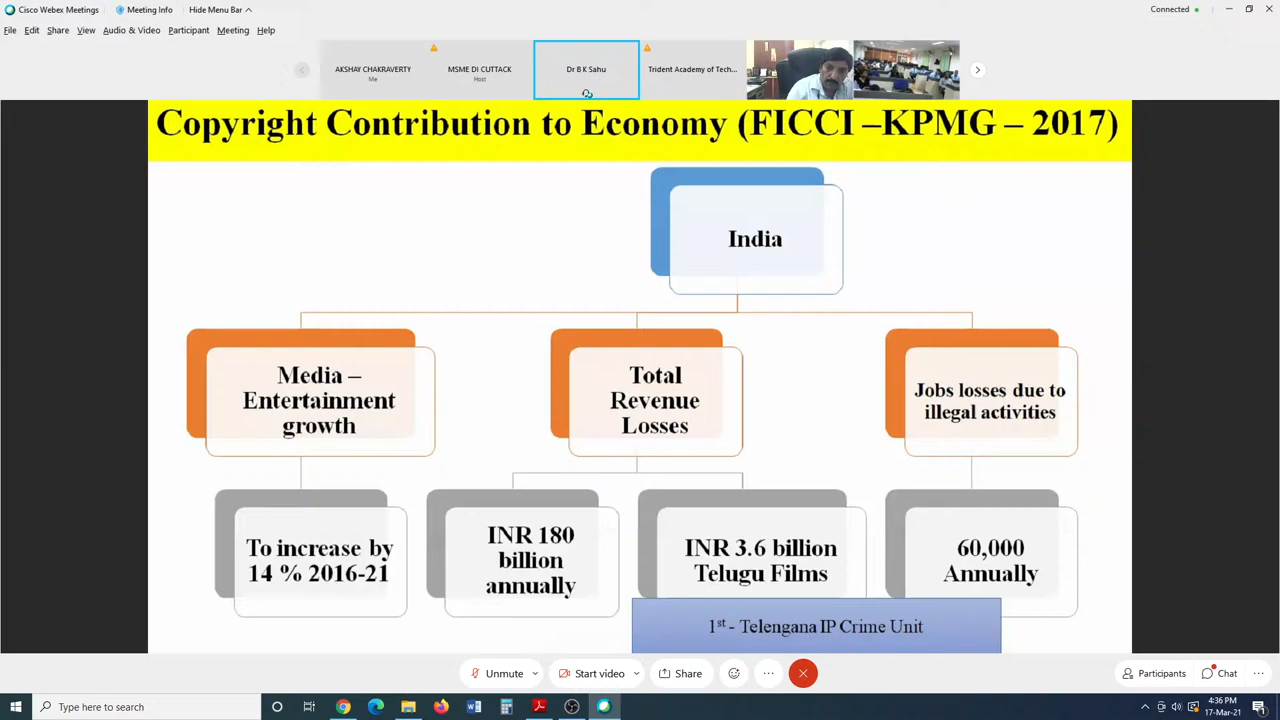 Cisco Webex Meetings Meeting Info Hide Menu Bar Connected
File Edit Share View Audio & Video Participant Meeting Help
AKSHAY CHAKRAVERTY
Me
MSME DI CUTTACK
Host
Dr B K Sahu
Trident Academy of Tech...
Copyright Contribution to Economy (FICCI –KPMG – 2017)
India
Media –
Entertainment
growth
Total
Revenue
Losses
Jobs losses due to
illegal activities
To increase by
14 % 2016-21
INR 180
billion
annually
INR 3.6 billion
Telugu Films
60,000
Annually
1st - Telengana IP Crime Unit
Unmute Start video Share Participants Chat
Type here to search
4:36 PM
17-Mar-21